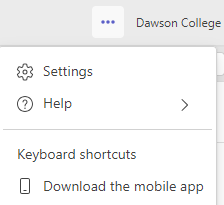 Dawson College
Settings
Help
Keyboard shortcuts
Download the mobile app